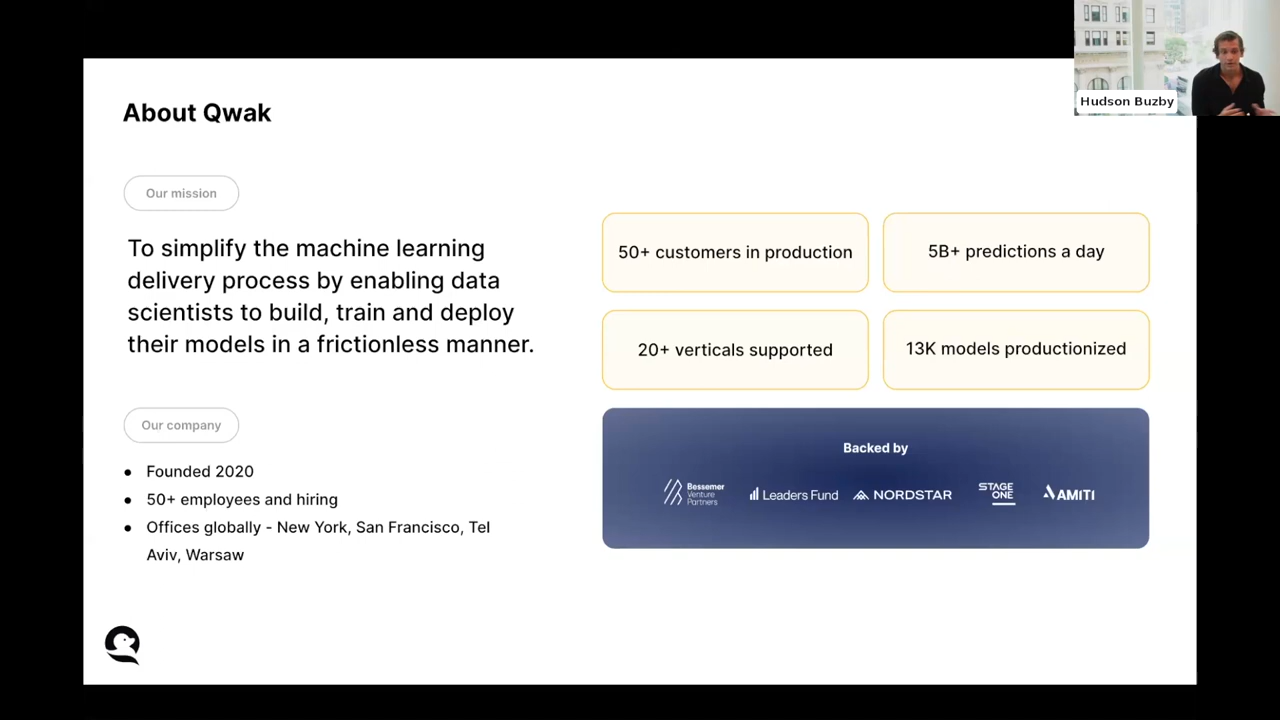 About Qwak
Hudson Buzby
Our mission
To simplify the machine learning
delivery process by enabling data
scientists to build, train and deploy
their models in a frictionless manner.
Our company
● Founded 2020
● 50+ employees and hiring
● Offices globally - New York, San Francisco, Tel
Aviv, Warsaw
50+ customers in production
5B+ predictions a day
20+ verticals supported
13K models productionized
Backed by
Bessemer
Venture
Partners
Leaders Fund
NORDSTAR
STAGE
ONE
AMITI